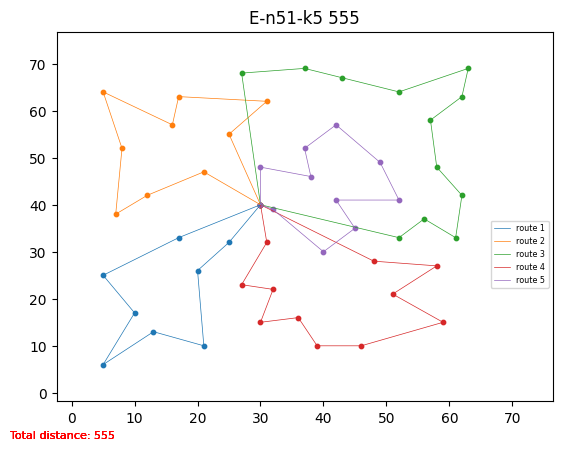 E-n51-k5 555
70
60
50
40
30
20
10
0
route 1
route 2
route 3
route 4
route 5
0 10 20 30 40 50 60 70
Total distance: 555